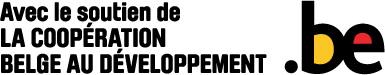 Avec le soutien de
LA COOPÉRATION
BELGE AU DÉVELOPPEMENT
.be